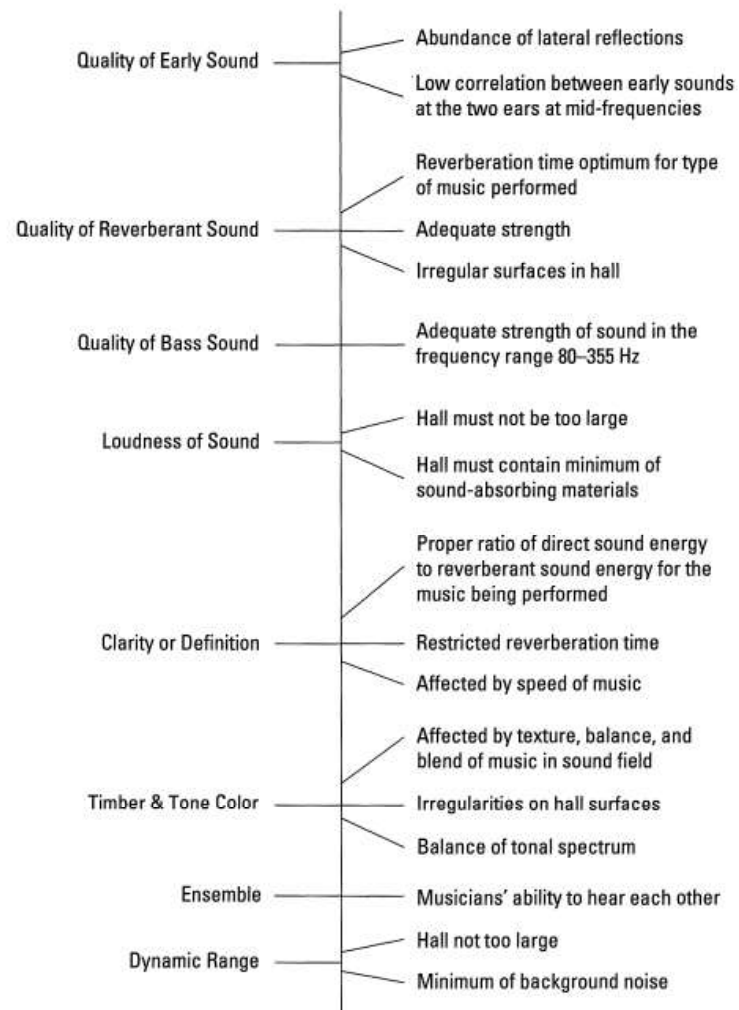 Quality of Early Sound
Abundance of lateral reflections
Low correlation between early sounds
at the two ears at mid-frequencies
Quality of Reverberant Sound
Reverberation time optimum for type
of music performed
Adequate strength
Irregular surfaces in hall
Quality of Bass Sound
Adequate strength of sound in the
frequency range 80–355 Hz
Loudness of Sound
Hall must not be too large
Hall must contain minimum of
sound-absorbing materials
Clarity or Definition
Proper ratio of direct sound energy
to reverberant sound energy for the
music being performed
Restricted reverberation time
Affected by speed of music
Timber & Tone Color
Affected by texture, balance, and
blend of music in sound field
Irregularities on hall surfaces
Balance of tonal spectrum
Ensemble
Musicians’ ability to hear each other
Dynamic Range
Hall not too large
Minimum of background noise